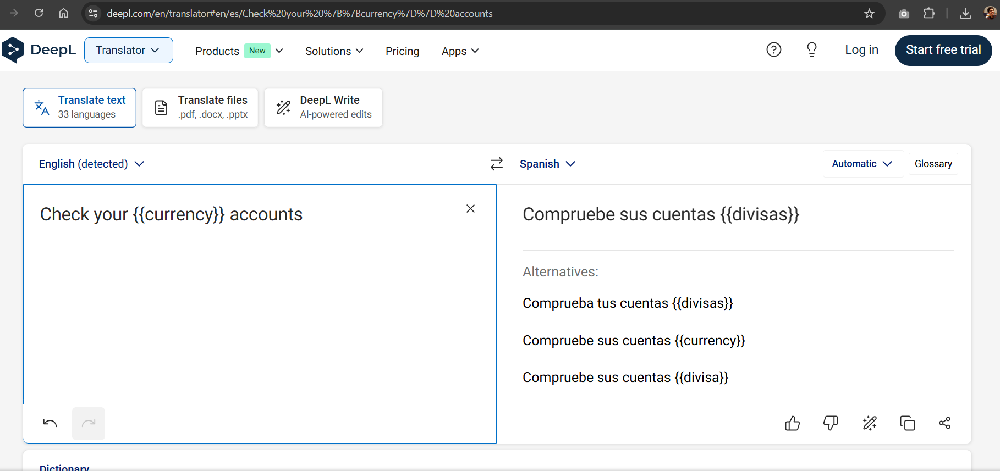 deepl.com/en/translator#en/es/Check%20your%20%7B%7Bcurrency%7D%7D%20accounts
DeepL
Translator
Products New
Solutions
Pricing
Apps
Log in
Start free trial
Translate text
33 languages
Translate files
.pdf, .docx, .pptx
DeepL Write
AI-powered edits
English (detected)
Spanish
Automatic
Glossary
Check your {{currency}} accounts
Compruebe sus cuentas {{divisas}}
Alternatives:
Comprueba tus cuentas {{divisas}}
Compruebe sus cuentas {{currency}}
Compruebe sus cuentas {{divisa}}
Dictionary